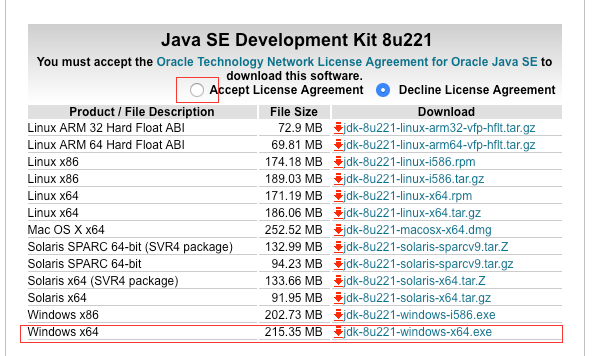 Java SE Development Kit 8u221
You must accept the Oracle Technology Network License Agreement for Oracle Java SE to
download this software.
Accept License Agreement Decline License Agreement
Product / File Description File Size Download
Linux ARM 32 Hard Float ABI 72.9 MB jdk-8u221-linux-arm32-vfp-hflt.tar.gz
Linux ARM 64 Hard Float ABI 69.81 MB jdk-8u221-linux-arm64-vfp-hflt.tar.gz
Linux x86 174.18 MB jdk-8u221-linux-i586.rpm
Linux x86 189.03 MB jdk-8u221-linux-i586.tar.gz
Linux x64 171.19 MB jdk-8u221-linux-x64.rpm
Linux x64 186.06 MB jdk-8u221-linux-x64.tar.gz
Mac OS X x64 252.52 MB jdk-8u221-macosx-x64.dmg
Solaris SPARC 64-bit (SVR4 package) 132.99 MB jdk-8u221-solaris-sparcv9.tar.Z
Solaris SPARC 64-bit 94.23 MB jdk-8u221-solaris-sparcv9.tar.gz
Solaris x64 (SVR4 package) 133.66 MB jdk-8u221-solaris-x64.tar.Z
Solaris x64 91.95 MB jdk-8u221-solaris-x64.tar.gz
Windows x86 202.73 MB jdk-8u221-windows-i586.exe
Windows x64 215.35 MB jdk-8u221-windows-x64.exe